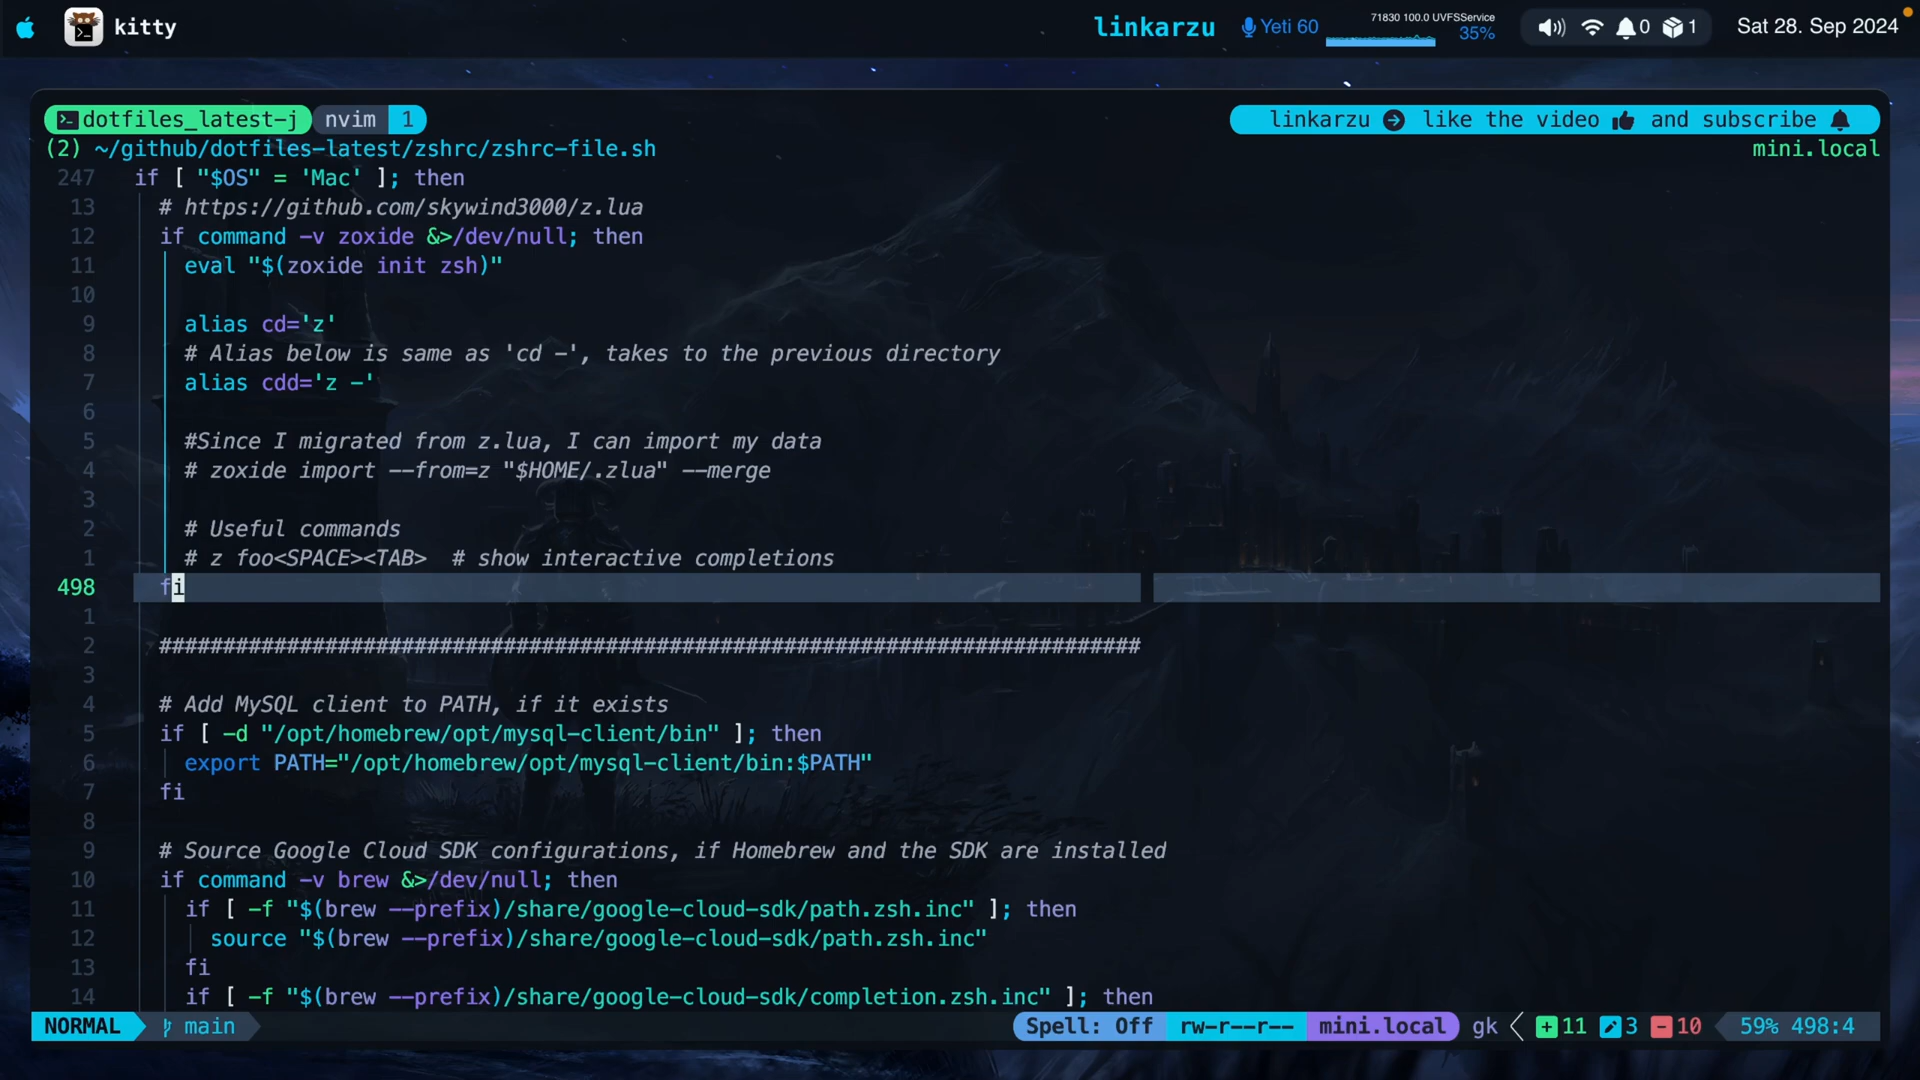 kitty
linkarzu Yeti 60 71830 100.0 UVFSService 35% 0 1 Sat 28. Sep 2024
dotfiles_latest-j nvim 1 linkarzu like the video and subscribe
(2) ~/github/dotfiles-latest/zshrc/zshrc-file.sh mini.local
247 if [ "$OS" = 'Mac' ]; then
13 # https://github.com/skywind3000/z.lua
12 if command -v zoxide &>/dev/null; then
11 eval "$(zoxide init zsh)"
10
9 alias cd='z'
8 # Alias below is same as 'cd -', takes to the previous directory
7 alias cdd='z -'
6
5 #Since I migrated from z.lua, I can import my data
4 # zoxide import --from=z "$HOME/.zlua" --merge
3
2 # Useful commands
1 # z foo<SPACE><TAB>  # show interactive completions
498 fi
1
2 #############################################################################
3
4 # Add MySQL client to PATH, if it exists
5 if [ -d "/opt/homebrew/opt/mysql-client/bin" ]; then
6 export PATH="/opt/homebrew/opt/mysql-client/bin:$PATH"
7 fi
8
9 # Source Google Cloud SDK configurations, if Homebrew and the SDK are installed
10 if command -v brew &>/dev/null; then
11 if [ -f "$(brew --prefix)/share/google-cloud-sdk/path.zsh.inc" ]; then
12 source "$(brew --prefix)/share/google-cloud-sdk/path.zsh.inc"
13 fi
14 if [ -f "$(brew --prefix)/share/google-cloud-sdk/completion.zsh.inc" ]; then
NORMAL main Spell: Off rw-r--r-- mini.local gk 11 3 10 59% 498:4